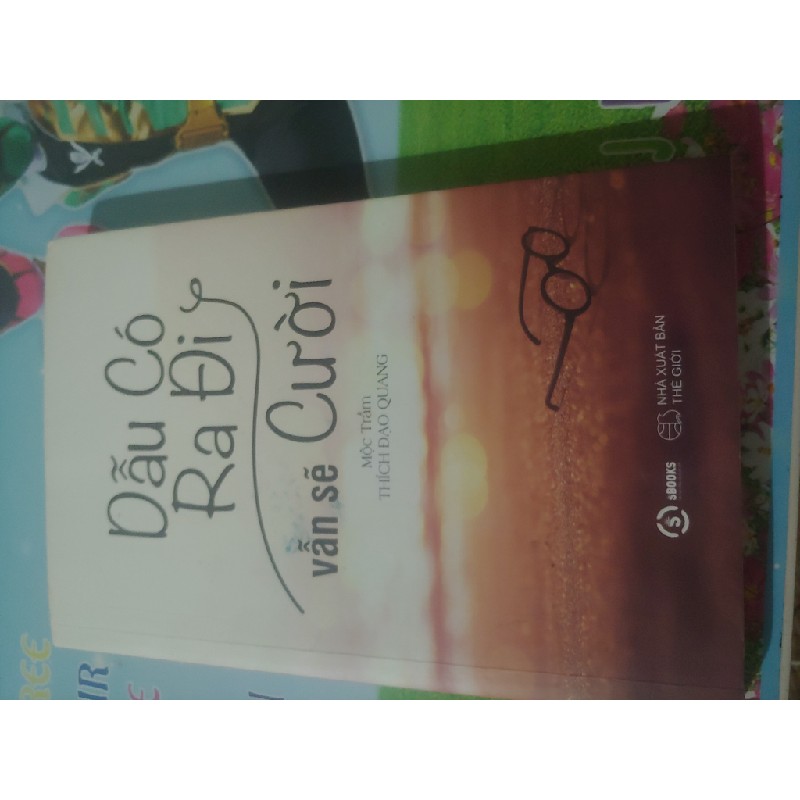 Dẫu Có
Ra Đi
vẫn sẽ Cười
Mộc Trầm
THÍCH ĐẠO QUANG
SBOOKS
NHÀ XUẤT BẢN
THẾ GIỚI